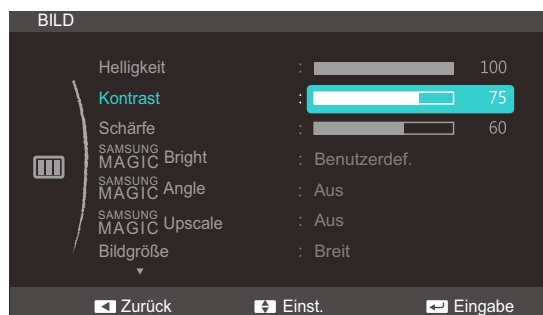 BILD
Helligkeit : 100
Kontrast : 75
Schärfe : 60
SAMSUNG MAGIC Bright : Benutzerdef.
SAMSUNG MAGIC Angle : Aus
SAMSUNG MAGIC Upscale : Aus
Bildgröße : Breit
Zurück Einst. Eingabe